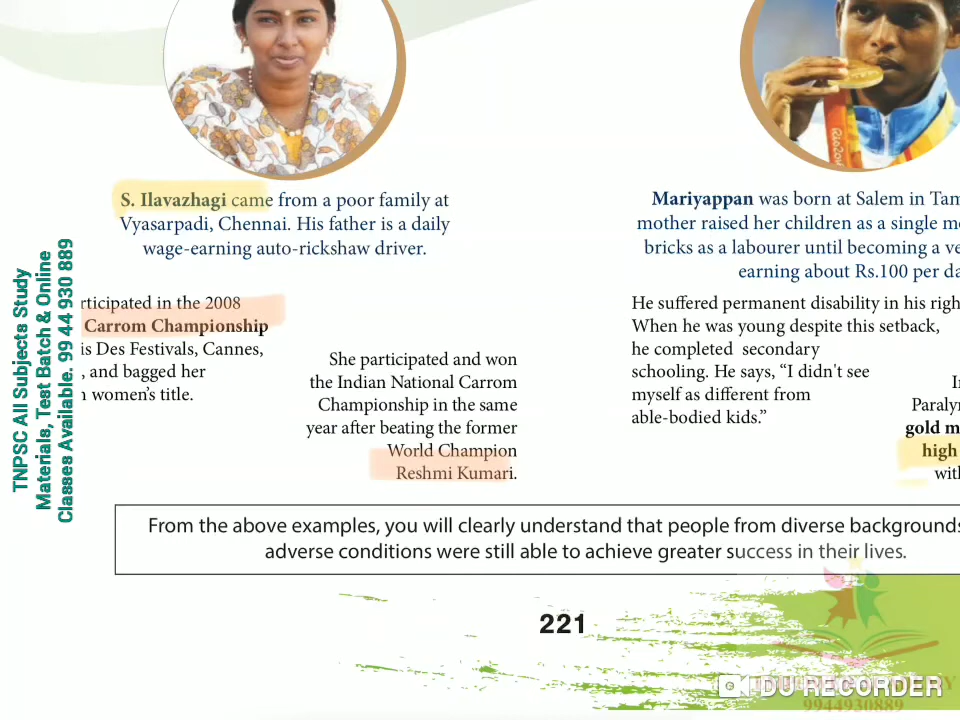 TNPSC All Subjects Study
Materials, Test Batch & Online
Classes Available. 99 44 930 889
RIO 2016
S. Ilavazhagi came from a poor family at
Vyasarpadi, Chennai. His father is a daily
wage-earning auto-rickshaw driver.
rticipated in the 2008
Carrom Championship
is Des Festivals, Cannes,
, and bagged her
women's title.
She participated and won
the Indian National Carrom
Championship in the same
year after beating the former
World Champion
Reshmi Kumari.
Mariyappan was born at Salem in Tam
mother raised her children as a single m
bricks as a labourer until becoming a ve
earning about Rs.100 per da
He suffered permanent disability in his righ
When he was young despite this setback,
he completed secondary
schooling. He says, “I didn't see
myself as different from
able-bodied kids.”
In
Paralym
gold m
high
with
From the above examples, you will clearly understand that people from diverse backgrounds
adverse conditions were still able to achieve greater success in their lives.
221
DU RECORDER
9944930889